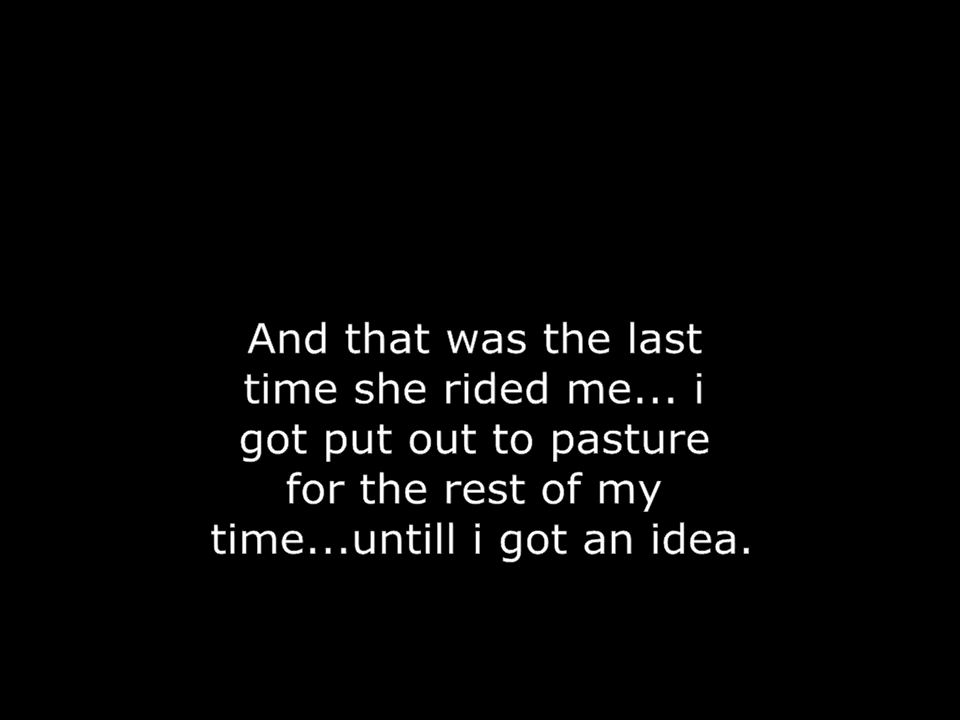 And that was the last
time she rided me... i
got put out to pasture
for the rest of my
time...untill i got an idea.